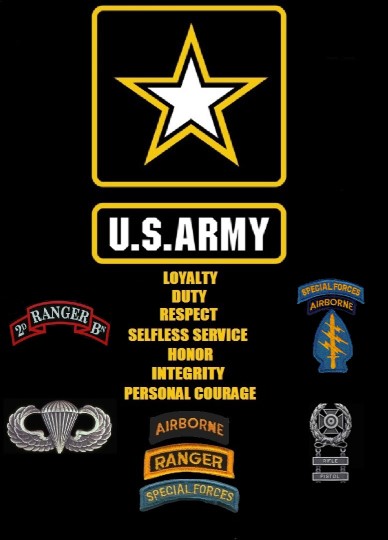 U.S.ARMY
LOYALTY
DUTY
RESPECT
SELFLESS SERVICE
HONOR
INTEGRITY
PERSONAL COURAGE
2D RANGER BN
SPECIAL FORCES
AIRBORNE
AIRBORNE
RANGER
SPECIAL FORCES
RIFLE
PISTOL